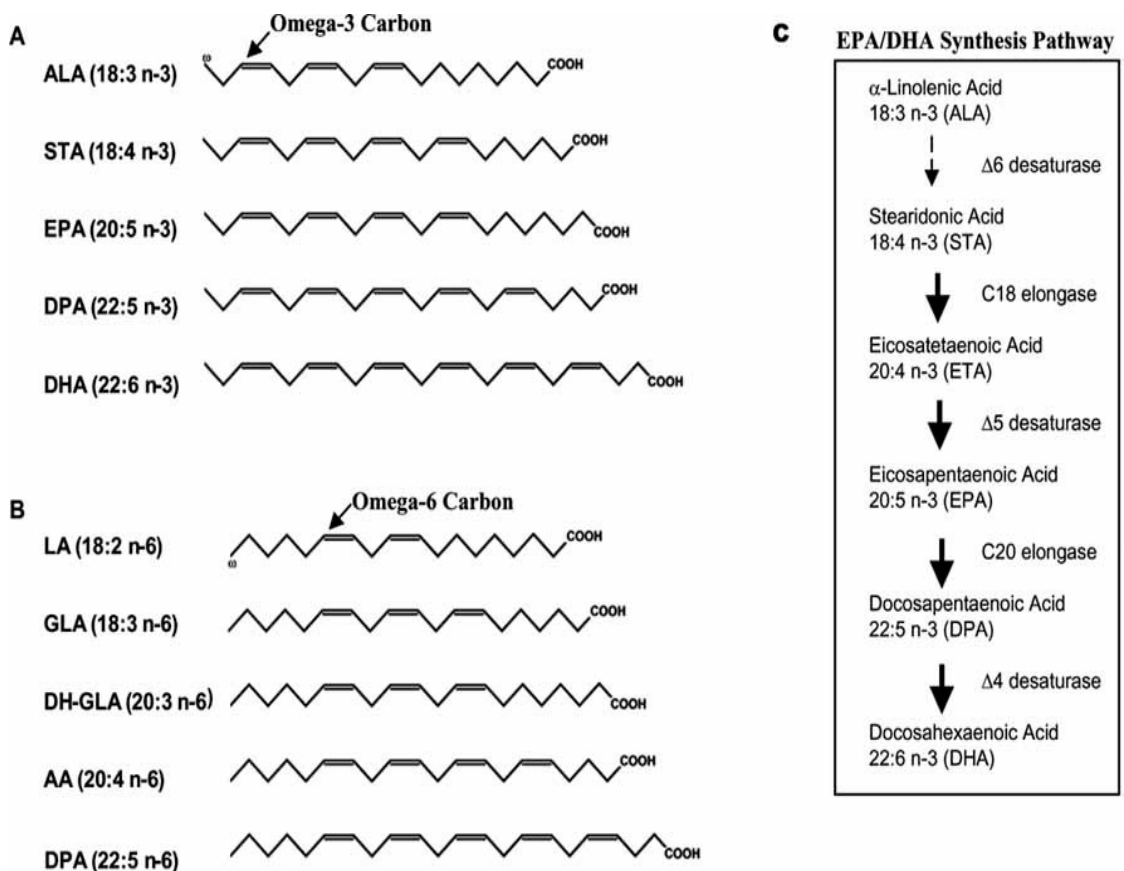 A
Omega-3 Carbon
ω
ALA (18:3 n-3)
COOH
STA (18:4 n-3)
COOH
EPA (20:5 n-3)
COOH
DPA (22:5 n-3)
COOH
DHA (22:6 n-3)
COOH
B
Omega-6 Carbon
LA (18:2 n-6)
ω
COOH
GLA (18:3 n-6)
COOH
DH-GLA (20:3 n-6)
COOH
AA (20:4 n-6)
COOH
DPA (22:5 n-6)
COOH
C
EPA/DHA Synthesis Pathway
α-Linolenic Acid
18:3 n-3 (ALA)
Δ6 desaturase
Stearidonic Acid
18:4 n-3 (STA)
C18 elongase
Eicosatetaenoic Acid
20:4 n-3 (ETA)
Δ5 desaturase
Eicosapentaenoic Acid
20:5 n-3 (EPA)
C20 elongase
Docosapentaenoic Acid
22:5 n-3 (DPA)
Δ4 desaturase
Docosahexaenoic Acid
22:6 n-3 (DHA)